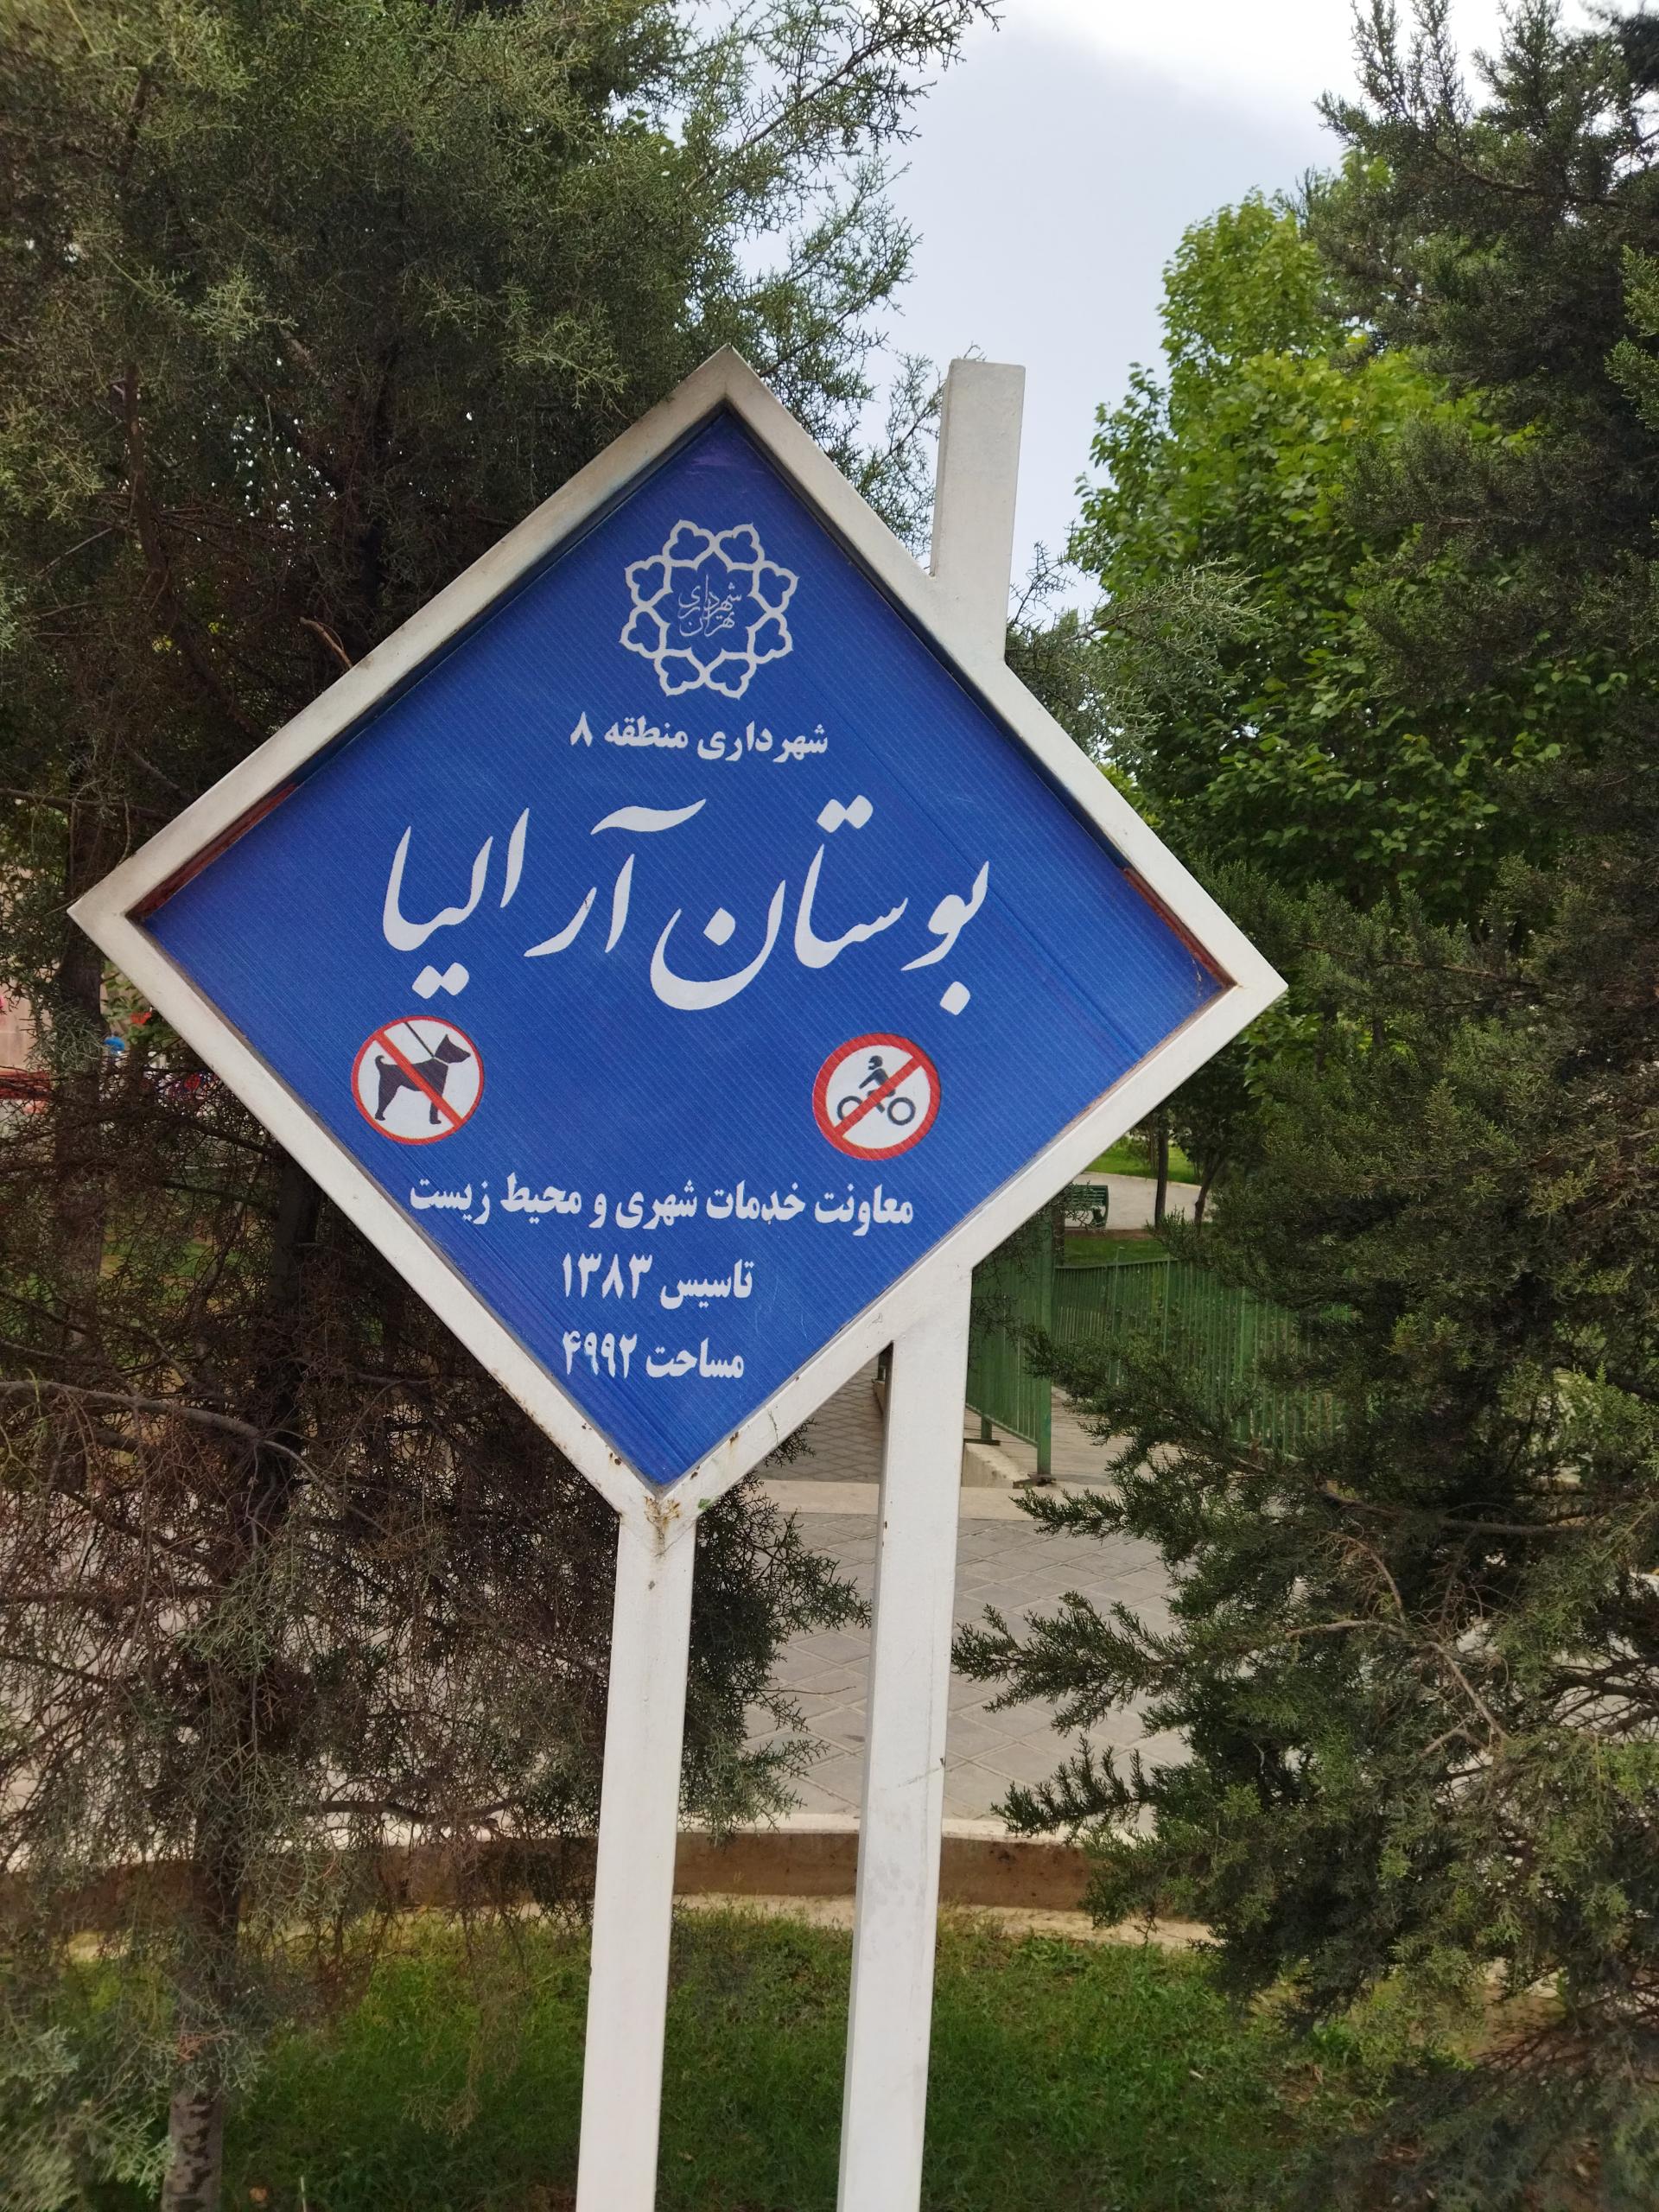 شهرداری
تهران
شهرداری منطقه ۸
بوستان آرالیا
معاونت خدمات شهری و محیط زیست
تاسیس ۱۳۸۳
مساحت ۴۹۹۲